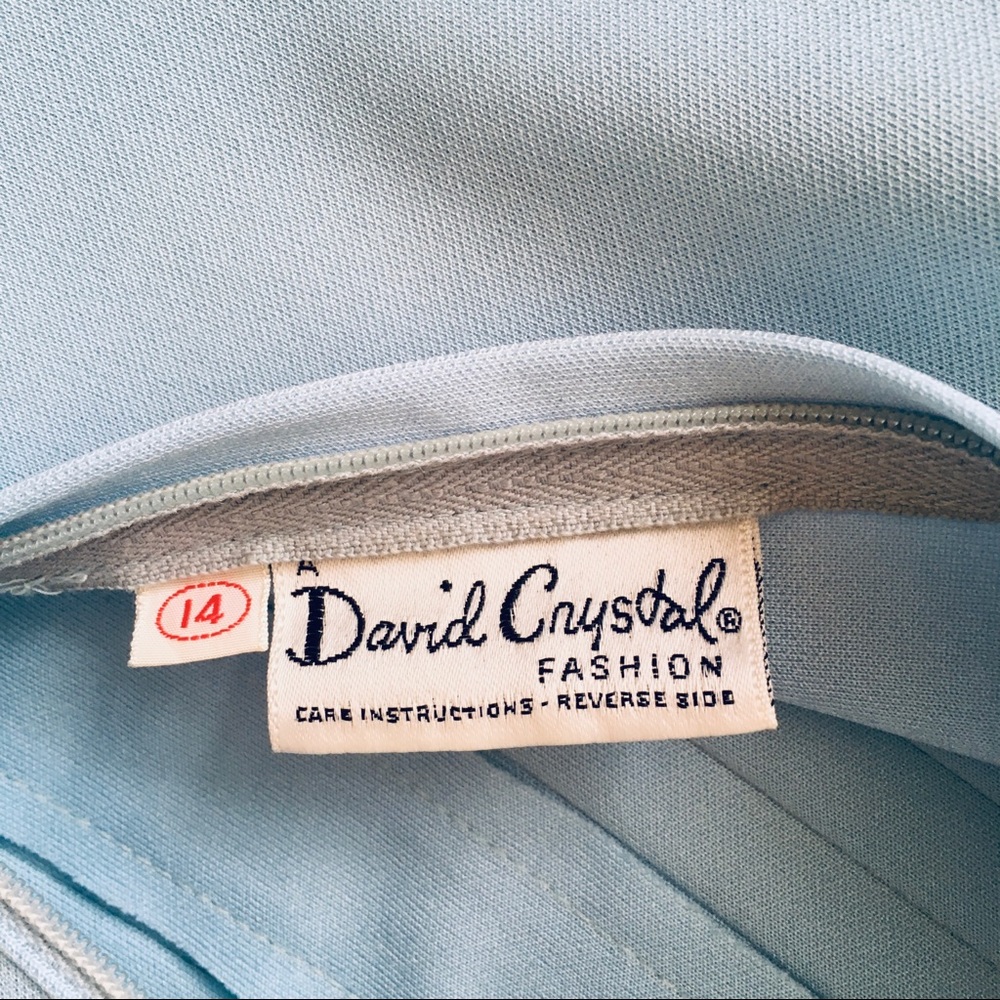 14
A
David Crystal®
FASHION
CARE INSTRUCTIONS - REVERSE SIDE